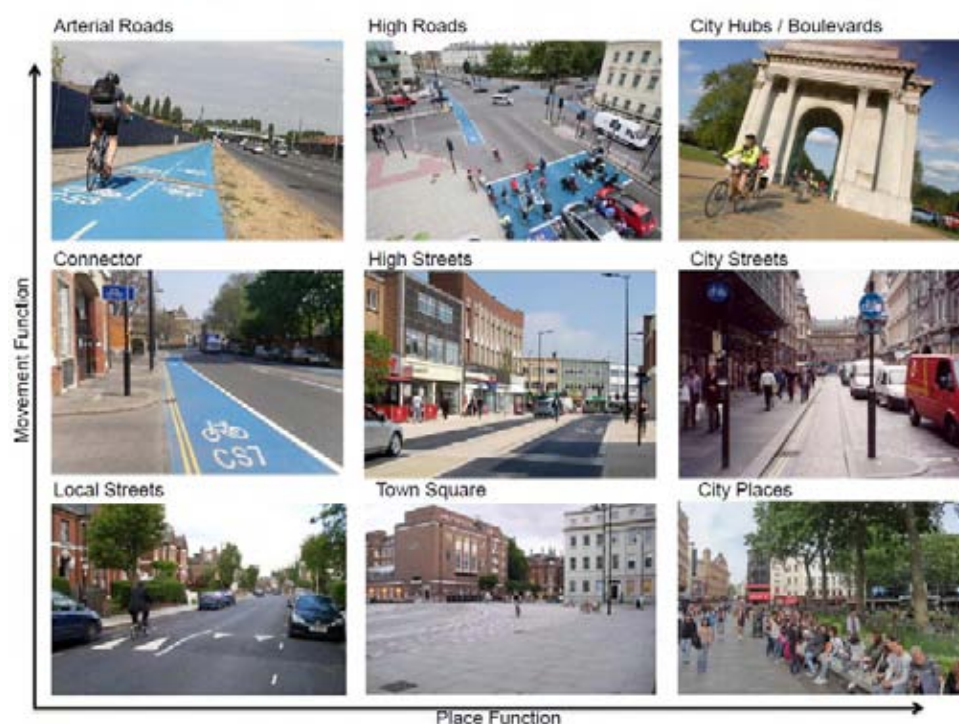 Arterial Roads
High Roads
City Hubs / Boulevards
Connector
High Streets
City Streets
CS7
Local Streets
Town Square
City Places
Movement Function
Place Function